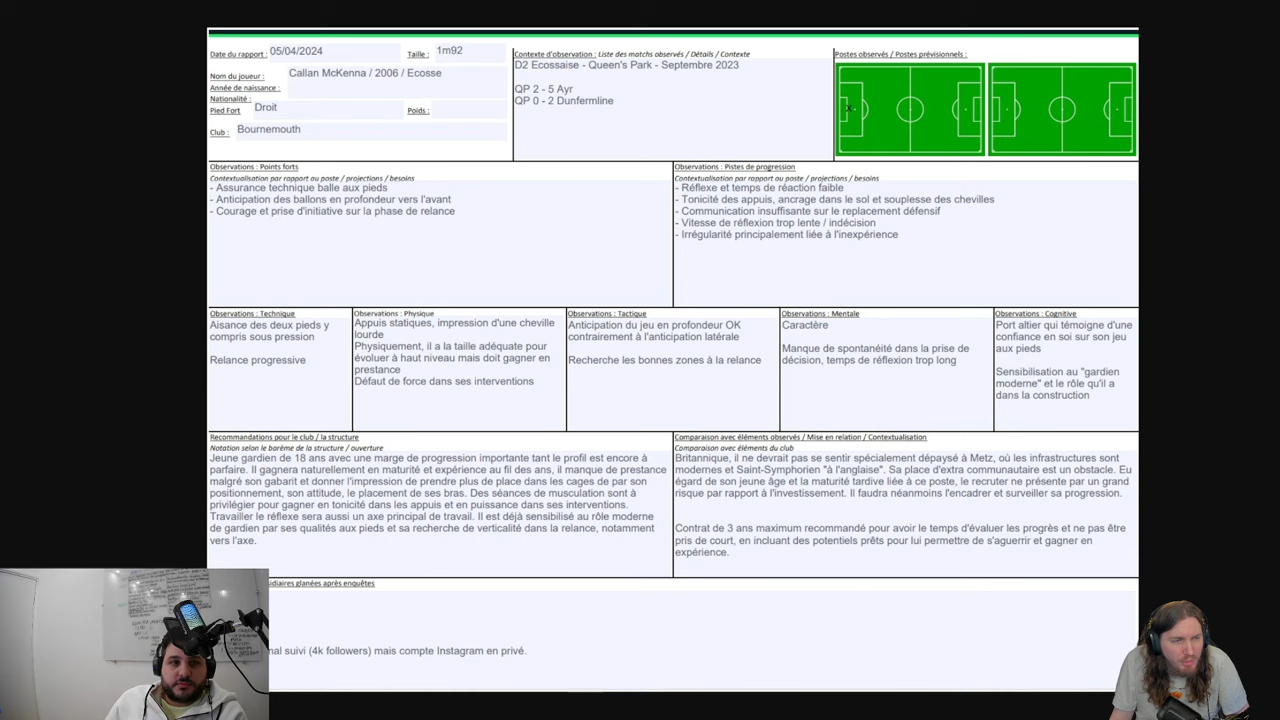 Date du rapport : 05/04/2024
Taille : 1m92
Nom du joueur : Callan McKenna / 2006 / Ecosse
Année de naissance :
Nationalité :
Pied Fort Droit
Poids :
Club : Bournemouth
Contexte d'observation : Liste des matchs observés / Détails / Contexte
D2 Ecossaise - Queen's Park - Septembre 2023
QP 2 - 5 Ayr
QP 0 - 2 Dunfermline
Postes observés / Postes prévisionnels :
X
Observations : Points forts
Contextualisation par rapport au poste / projections / besoins
- Assurance technique balle aux pieds
- Anticipation des ballons en profondeur vers l'avant
- Courage et prise d'initiative sur la phase de relance
Observations : Pistes de progression
Contextualisation par rapport au poste / projections / besoins
- Réflexe et temps de réaction faible
- Tonicité des appuis, ancrage dans le sol et souplesse des chevilles
- Communication insuffisante sur le replacement défensif
- Vitesse de réflexion trop lente / indécision
- Irrégularité principalement liée à l'inexpérience
Observations : Technique
Aisance des deux pieds y
compris sous pression
Relance progressive
Observations : Physique
Appuis statiques, impression d'une cheville
lourde
Physiquement, il a la taille adéquate pour
évoluer à haut niveau mais doit gagner en
prestance
Défaut de force dans ses interventions
Observations : Tactique
Anticipation du jeu en profondeur OK
contrairement à l'anticipation latérale
Recherche les bonnes zones à la relance
Observations : Mentale
Caractère
Manque de spontanéité dans la prise de
décision, temps de réflexion trop long
Observations : Cognitive
Port altier qui témoigne d'une
confiance en soi sur son jeu
aux pieds
Sensibilisation au "gardien
moderne" et le rôle qu'il a
dans la construction
Recommandations pour le club / la structure
Notation selon le barème de la structure / ouverture
Jeune gardien de 18 ans avec une marge de progression importante tant le profil est encore à
parfaire. Il gagnera naturellement en maturité et expérience au fil des ans, il manque de prestance
malgré son gabarit et donner l'impression de prendre plus de place dans les cages de par son
positionnement, son attitude, le placement de ses bras. Des séances de musculation sont à
privilégier pour gagner en tonicité dans les appuis et en puissance dans ses interventions.
Travailler le réflexe sera aussi un axe principal de travail. Il est déjà sensibilisé au rôle moderne
de gardien par ses qualités aux pieds et sa recherche de verticalité dans la relance, notamment
vers l'axe.
Comparaison avec éléments observés / Mise en relation / Contextualisation
Comparaison avec éléments du club
Britannique, il ne devrait pas se sentir spécialement dépaysé à Metz, où les infrastructures sont
modernes et Saint-Symphorien "à l'anglaise". Sa place d'extra communautaire est un obstacle. Eu
égard de son jeune âge et la maturité tardive liée à ce poste, le recruter ne présente par un grand
risque par rapport à l'investissement. Il faudra néanmoins l'encadrer et surveiller sa progression.
Contrat de 3 ans maximum recommandé pour avoir le temps d'évaluer les progrès et ne pas être
pris de court, en incluant des potentiels prêts pour lui permettre de s'aguerrir et gagner en
expérience.
sidiaires glanées après enquêtes
nal suivi (4k followers) mais compte Instagram en privé.